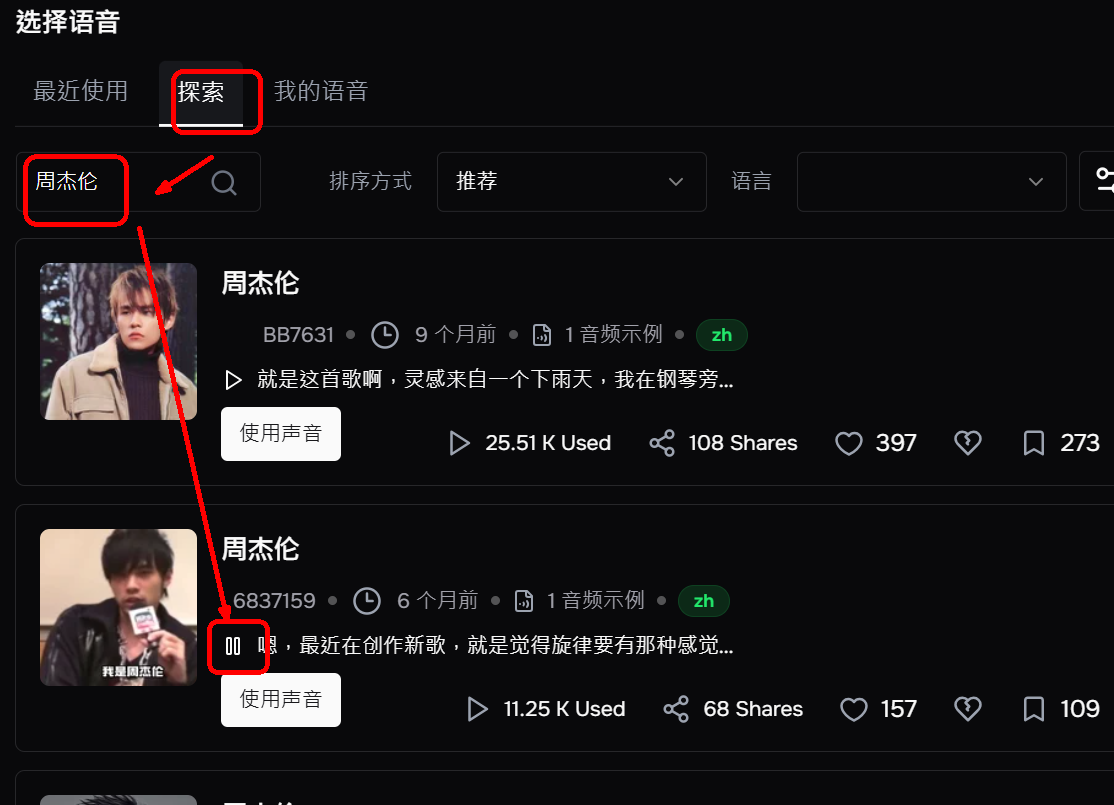 选择语音
最近使用 探索 我的语音
周杰伦 排序方式 推荐 语言
周杰伦
BB7631 9 个月前 1 音频示例 zh
就是这首歌啊，灵感来自一个下雨天，我在钢琴旁...
使用声音 25.51 K Used 108 Shares 397 273
周杰伦
6837159 6 个月前 1 音频示例 zh
嗯，最近在创作新歌，就是觉得旋律要有那种感觉...
我是周杰伦
使用声音 11.25 K Used 68 Shares 157 109